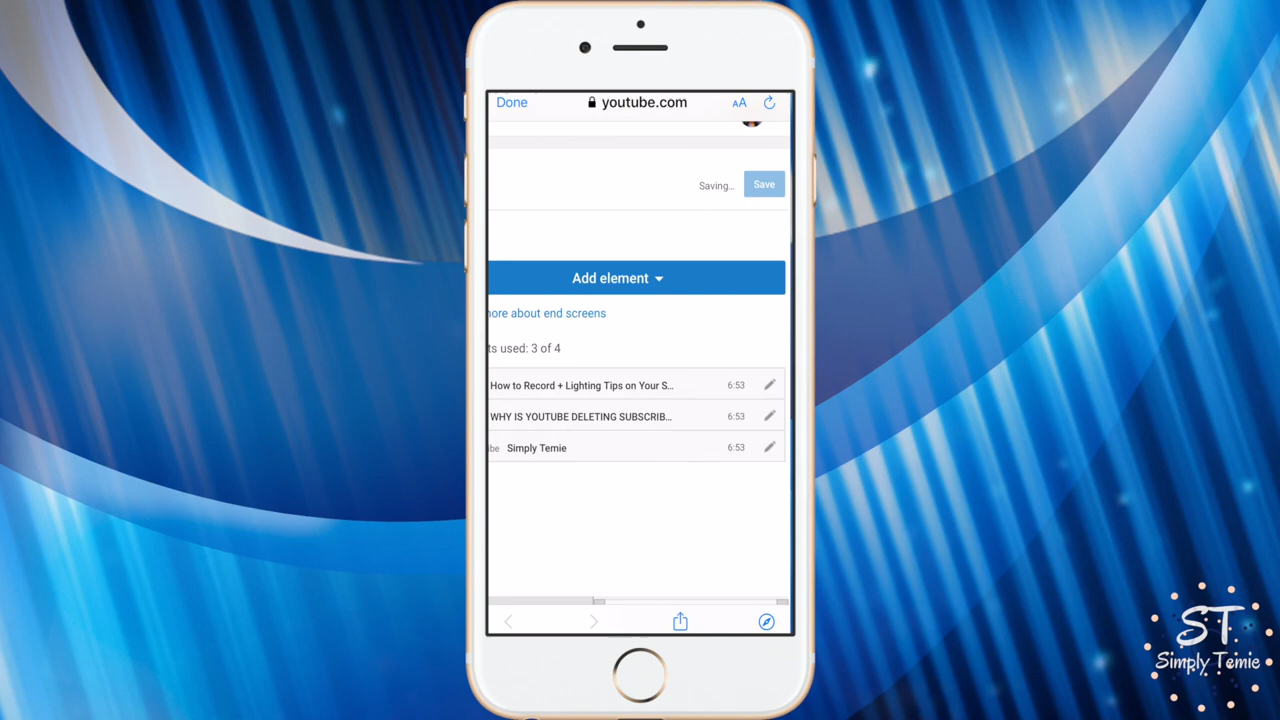 Done youtube.com AA
Saving... Save
Add element
more about end screens
ts used: 3 of 4
How to Record + Lighting Tips on Your S... 6:53
WHY IS YOUTUBE DELETING SUBSCRIB... 6:53
be Simply Temie 6:53
ST
Simply Temie